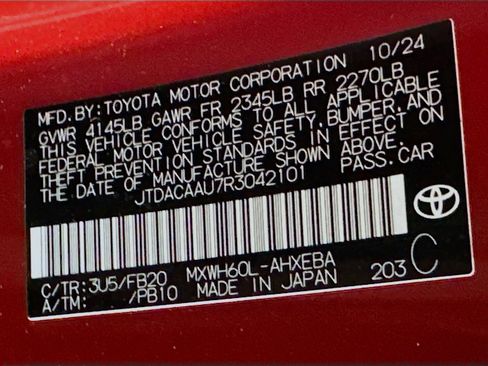 MFD. BY: TOYOTA MOTOR CORPORATION 10/24
GVWR 4145LB GAWR FR 2345LB RR 2270LB
THIS VEHICLE CONFORMS TO ALL APPLICABLE
FEDERAL MOTOR VEHICLE SAFETY, BUMPER, AND
THEFT PREVENTION STANDARDS IN EFFECT ON
THE DATE OF MANUFACTURE SHOWN ABOVE.
JTDACAAU7R3042101 PASS. CAR
C/TR: 3U5/FB20 MXWH60L-AHXEBA
A/TM: /PB10 MADE IN JAPAN 203 C
TOYOTA